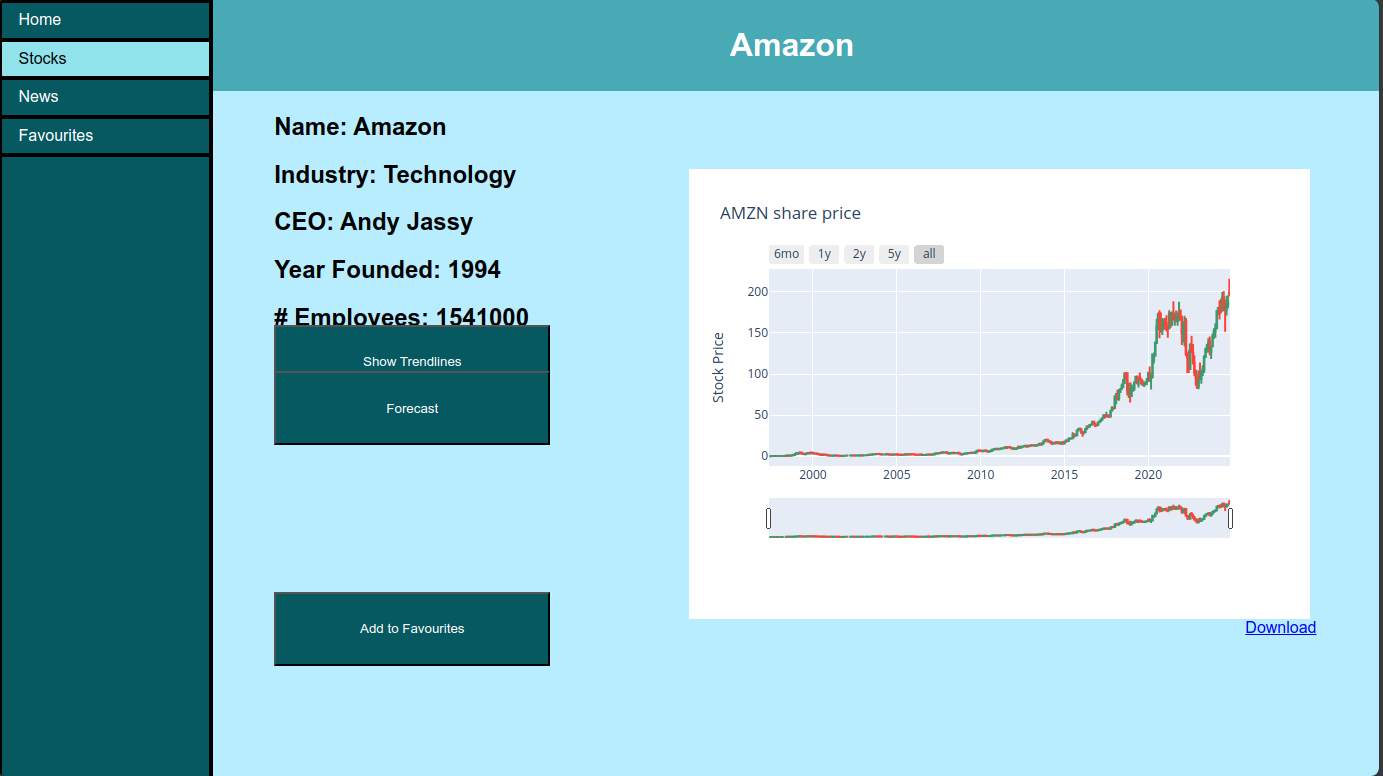 Home
Stocks
News
Favourites
Amazon
Name: Amazon
Industry: Technology
CEO: Andy Jassy
Year Founded: 1994
# Employees: 1541000
Show Trendlines
Forecast
Add to Favourites
AMZN share price
6mo 1y 2y 5y all
Stock Price
200
150
100
50
0
2000 2005 2010 2015 2020
Download